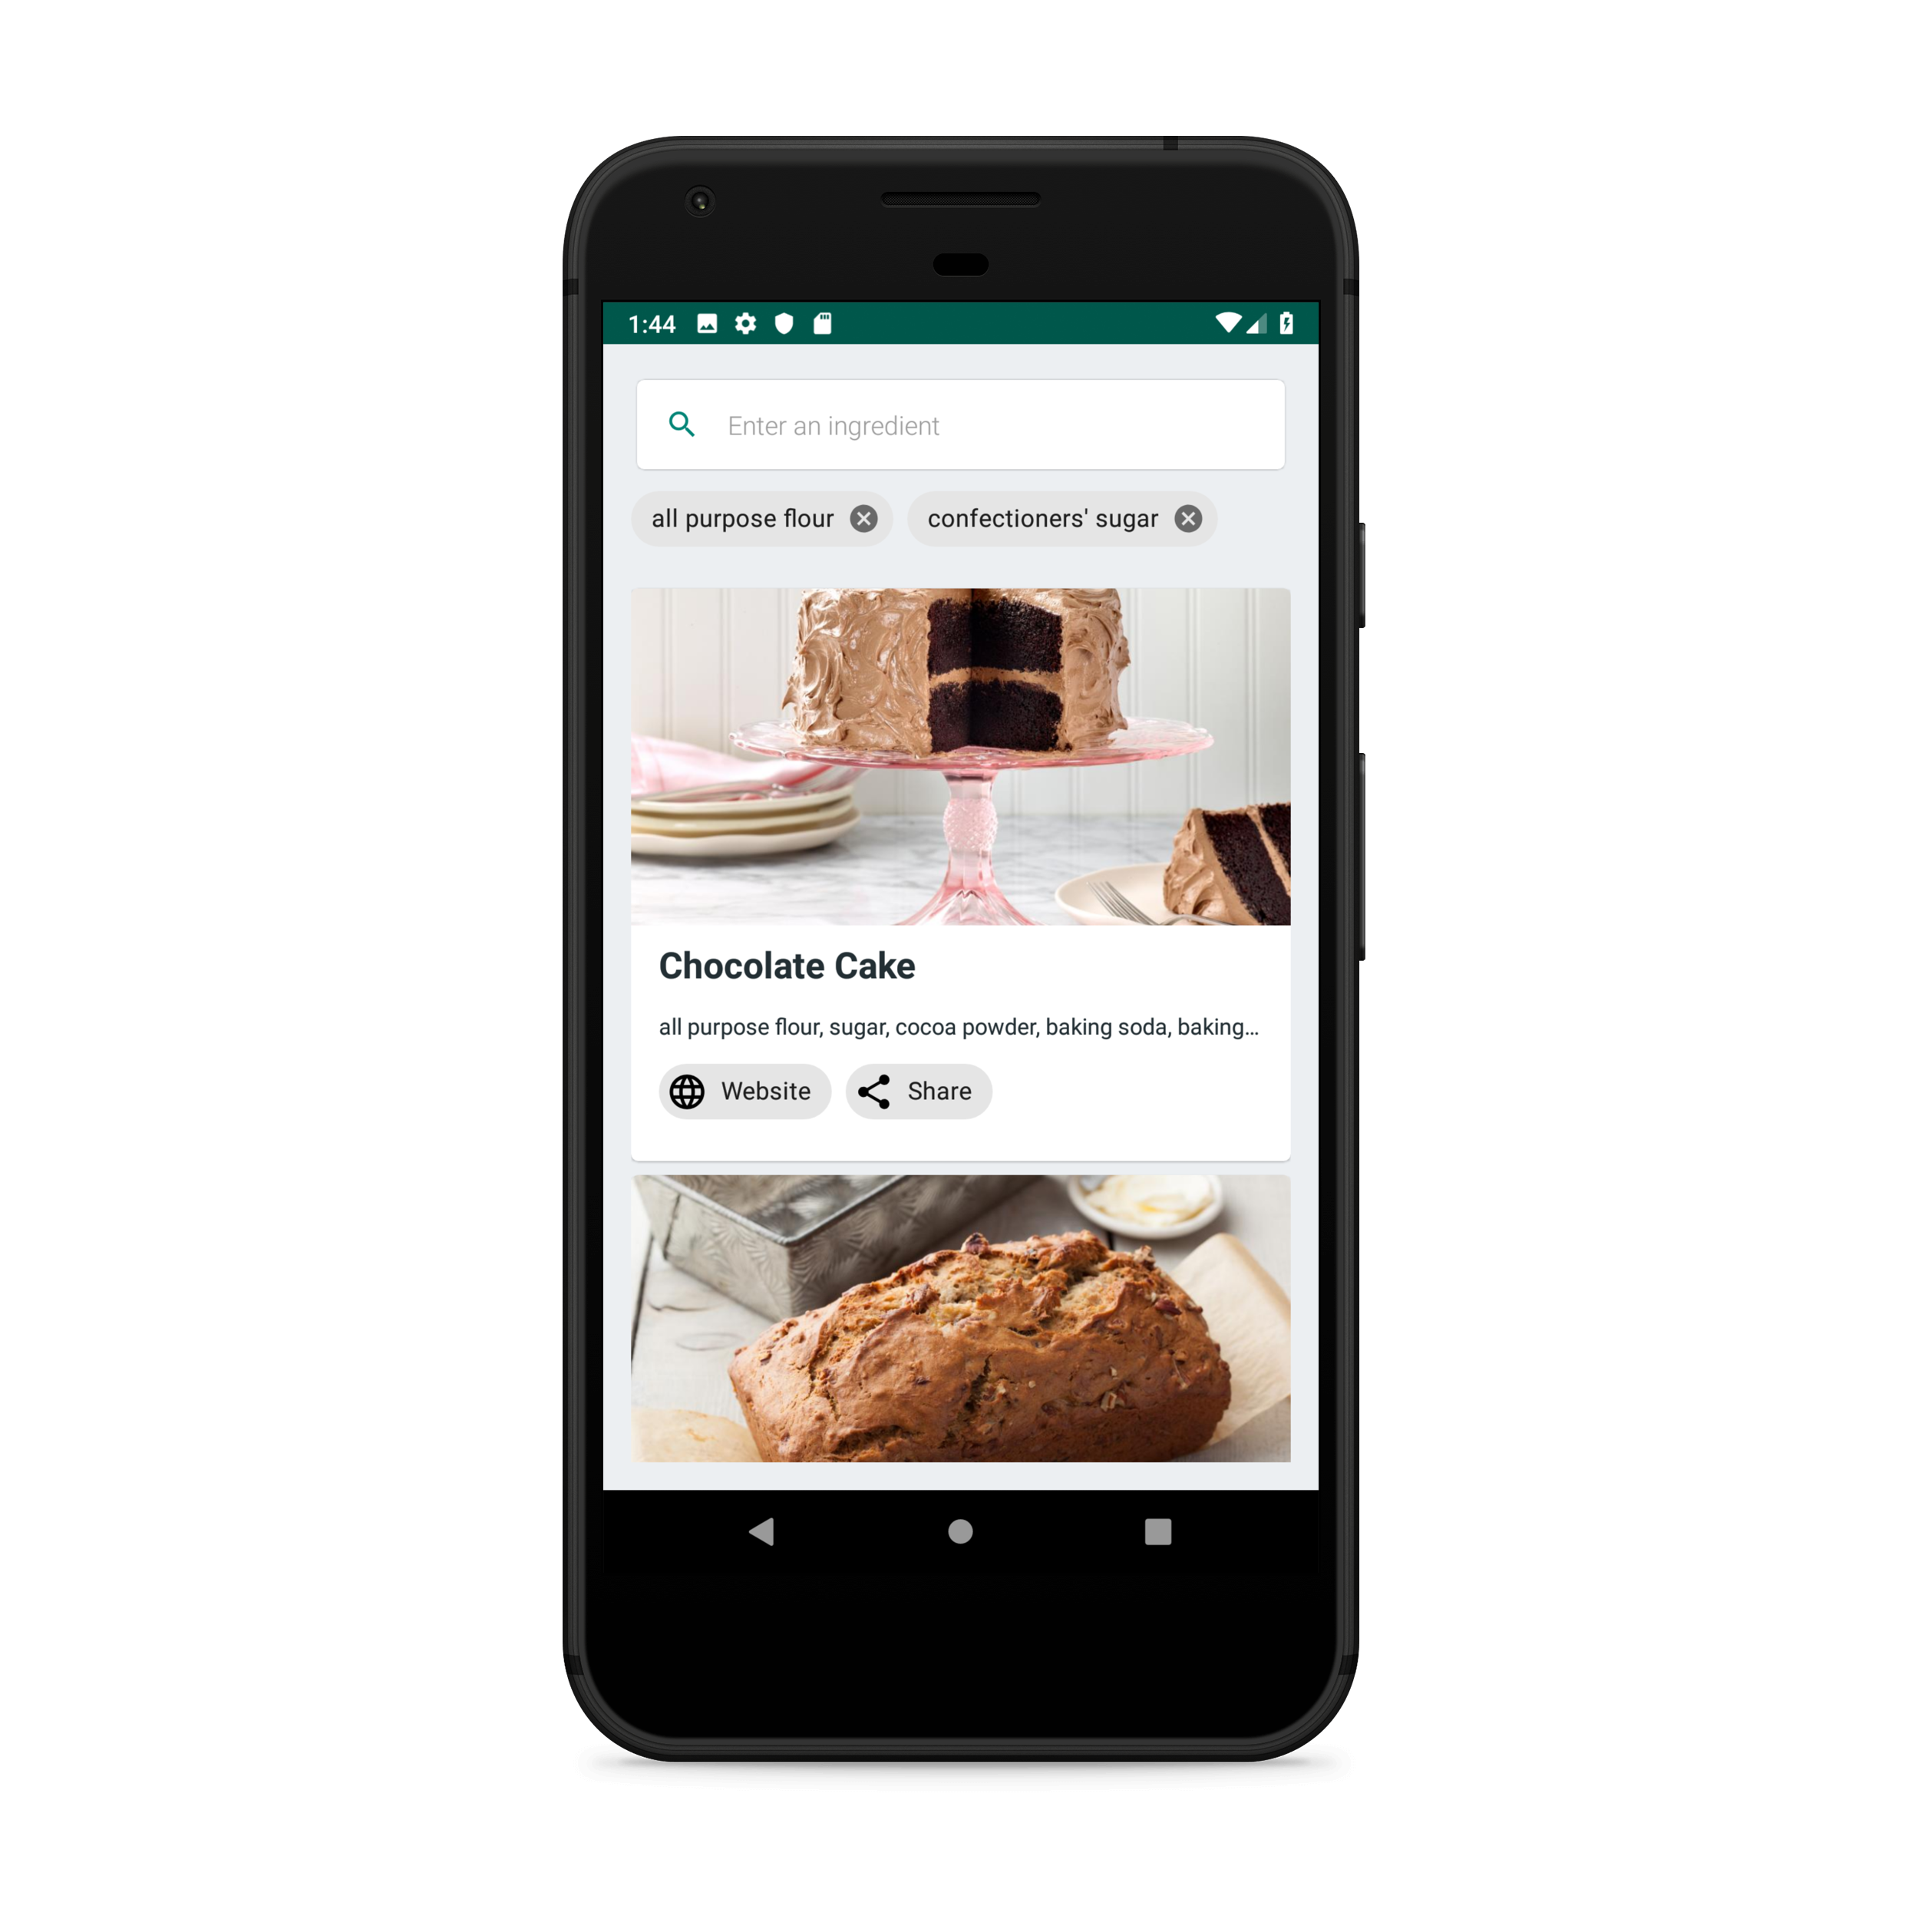 1:44
Enter an ingredient
all purpose flour confectioners' sugar
Chocolate Cake
all purpose flour, sugar, cocoa powder, baking soda, baking...
Website Share